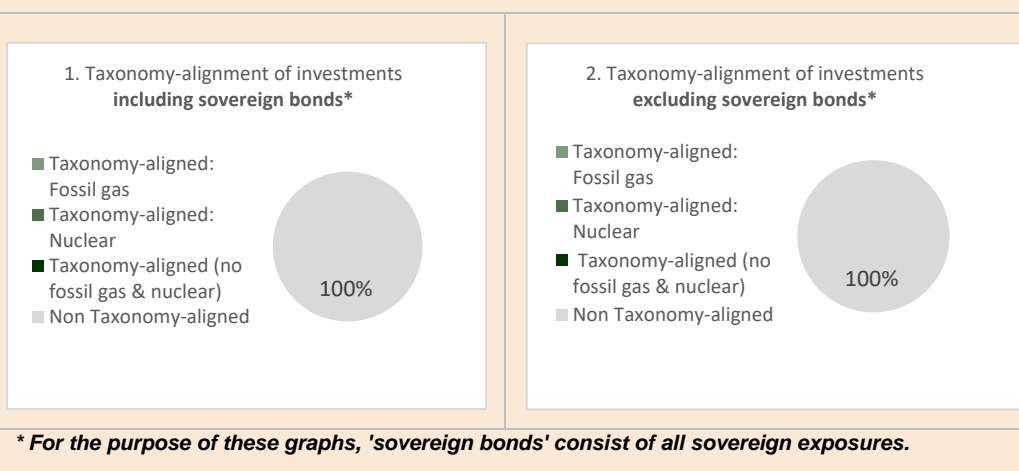 1. Taxonomy-alignment of investments
including sovereign bonds*
Taxonomy-aligned:
Fossil gas
Taxonomy-aligned:
Nuclear
Taxonomy-aligned (no
fossil gas & nuclear)
Non Taxonomy-aligned
100%
2. Taxonomy-alignment of investments
excluding sovereign bonds*
Taxonomy-aligned:
Fossil gas
Taxonomy-aligned:
Nuclear
Taxonomy-aligned (no
fossil gas & nuclear)
Non Taxonomy-aligned
100%
* For the purpose of these graphs, 'sovereign bonds' consist of all sovereign exposures.